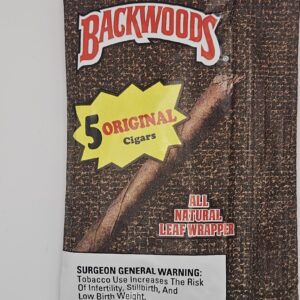 BACKWOODS®
5 ORIGINAL
Cigars
ALL
NATURAL
LEAF WRAPPER
SURGEON GENERAL WARNING:
Tobacco Use Increases The Risk
Of Infertility, Stillbirth, And
Low Birth Weight.